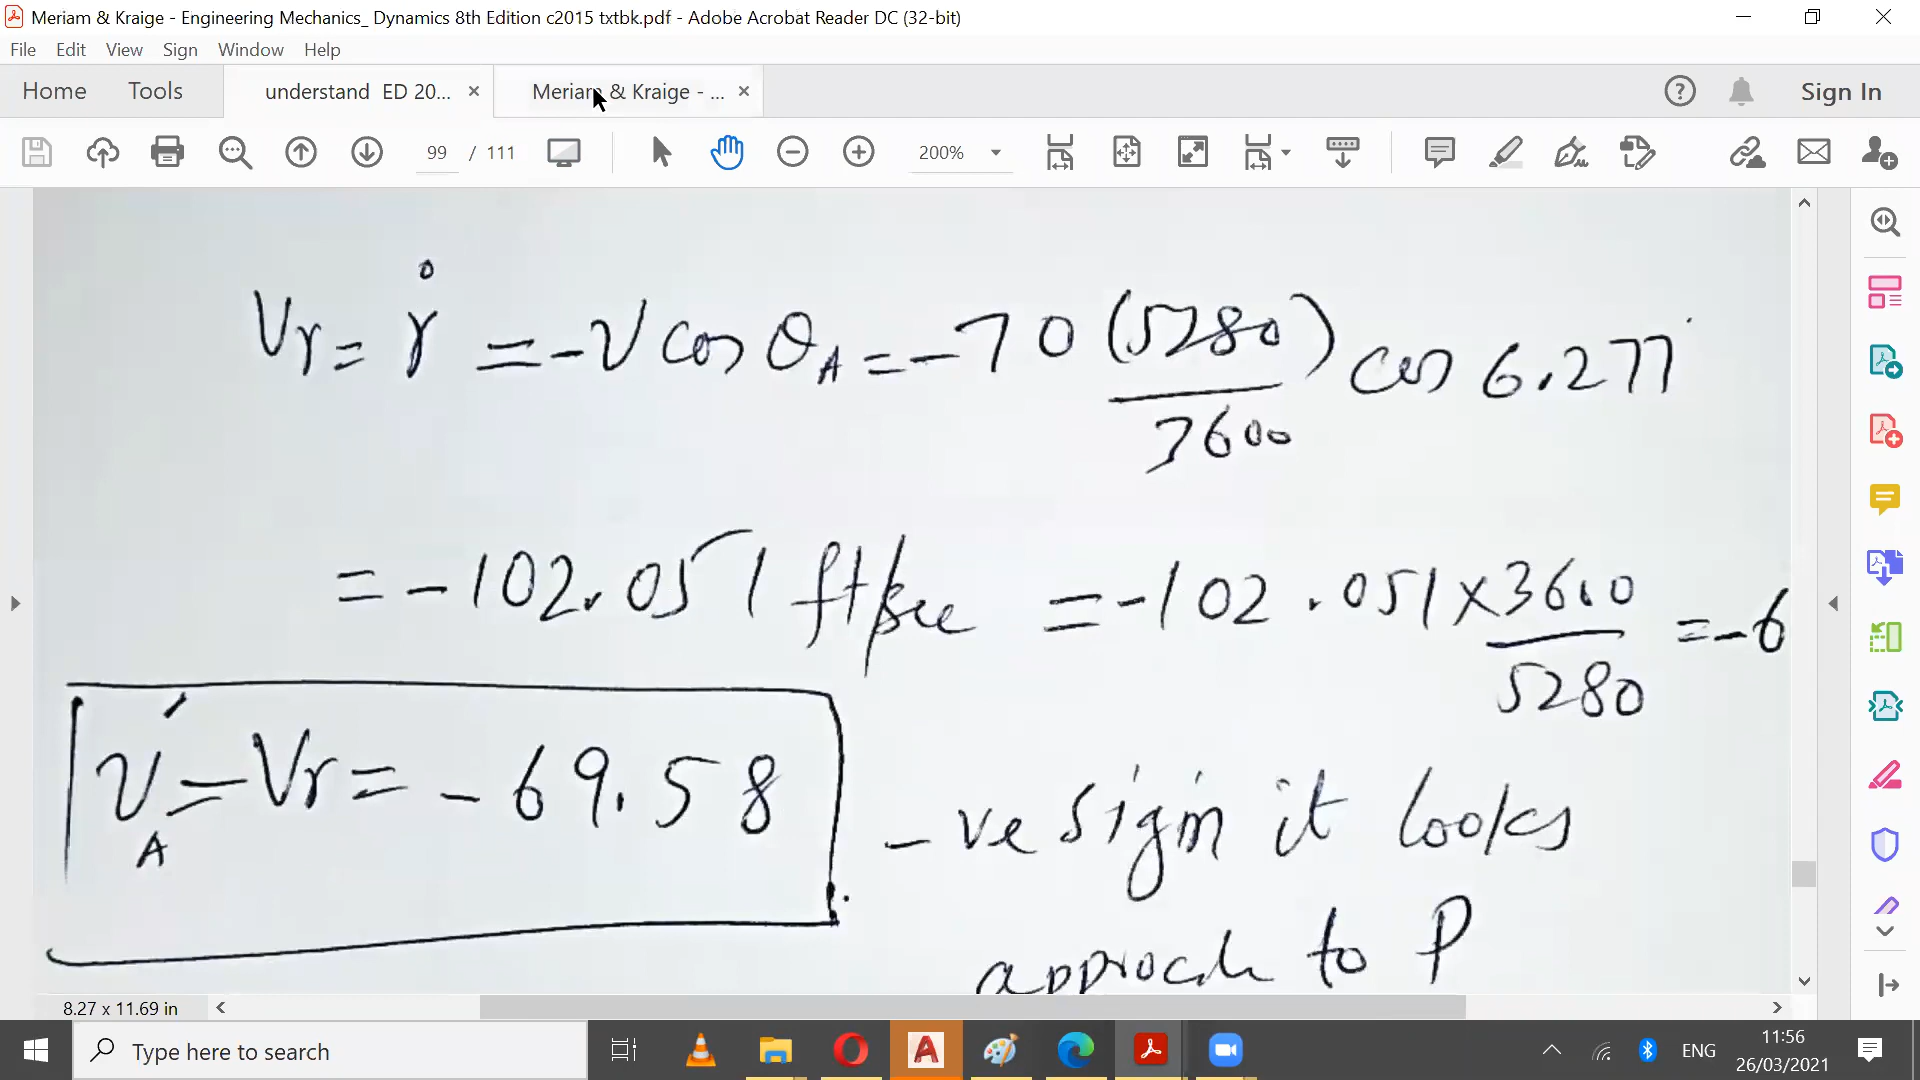 Meriam & Kraige - Engineering Mechanics_ Dynamics 8th Edition c2015 txtbk.pdf - Adobe Acrobat Reader DC (32-bit)
File Edit View Sign Window Help
Home Tools understand ED 20... × Meriam & Kraige - ... × Sign In
99 / 111 200%
Vr = ṙ = -V cos θA = -70 (5280) cos 6.277
3600
= -102.051 ft/sec = -102.051 × 3600 = -6
5280
v'A = Vr = -69.58
-ve sign it looks
approch to P
8.27 x 11.69 in
Type here to search
ENG
11:56
26/03/2021